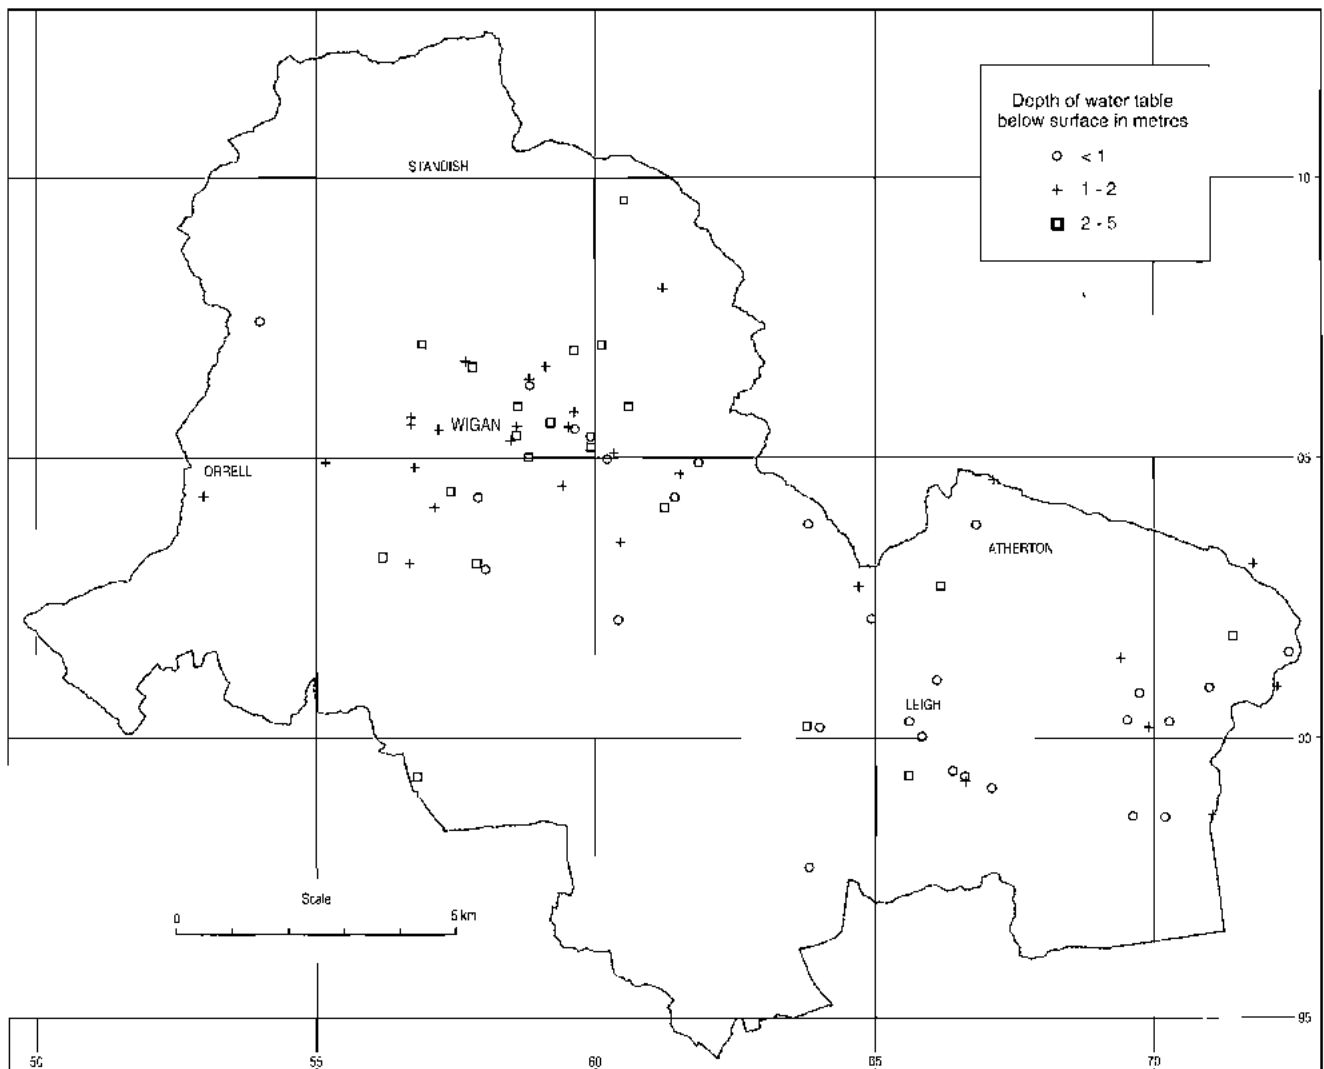 Depth of water table
below surface in metres
< 1
1 - 2
2 - 5
STANDISH
10
WIGAN
ORRELL
05
ATHERTON
LEIGH
00
Scale
0
5 km
95
50
55
60
65
70